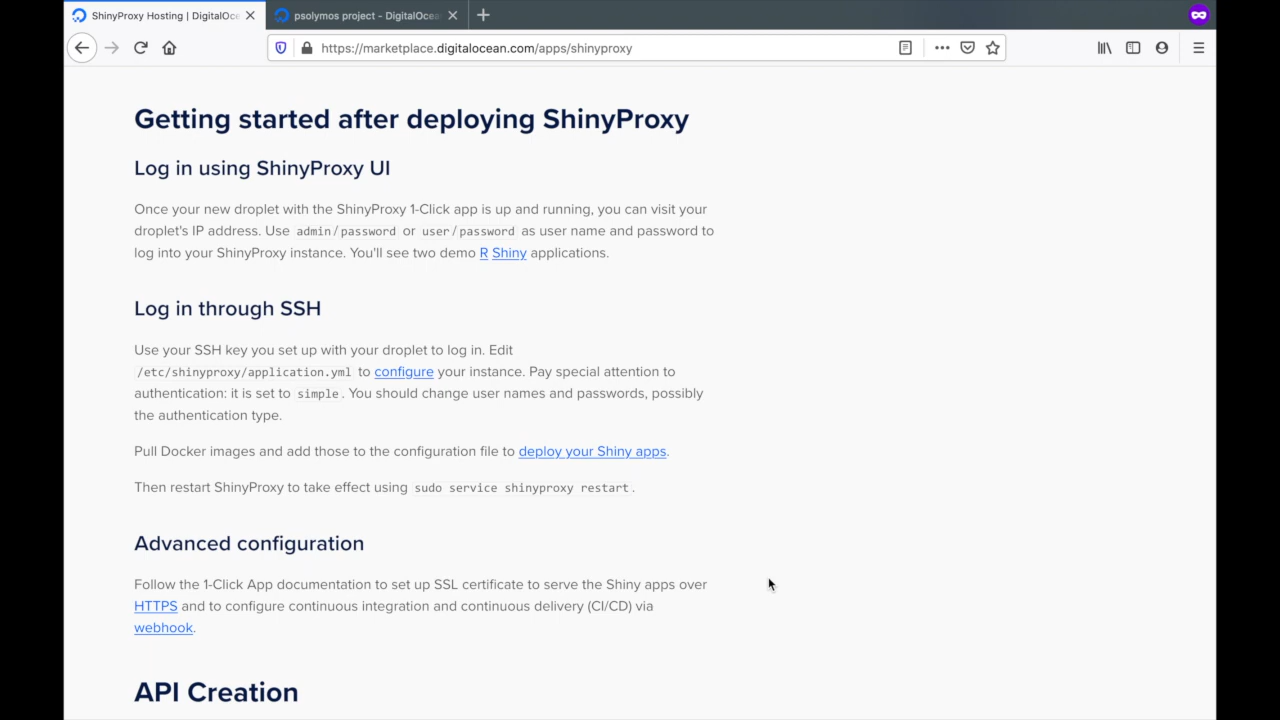 ShinyProxy Hosting | DigitalOce
psolymos project - DigitalOcea
https://marketplace.digitalocean.com/apps/shinyproxy
Getting started after deploying ShinyProxy
Log in using ShinyProxy UI
Once your new droplet with the ShinyProxy 1-Click app is up and running, you can visit your
droplet's IP address. Use admin/password or user/password as user name and password to
log into your ShinyProxy instance. You'll see two demo R Shiny applications.
Log in through SSH
Use your SSH key you set up with your droplet to log in. Edit
/etc/shinyproxy/application.yml to configure your instance. Pay special attention to
authentication: it is set to simple. You should change user names and passwords, possibly
the authentication type.
Pull Docker images and add those to the configuration file to deploy your Shiny apps.
Then restart ShinyProxy to take effect using sudo service shinyproxy restart.
Advanced configuration
Follow the 1-Click App documentation to set up SSL certificate to serve the Shiny apps over
HTTPS and to configure continuous integration and continuous delivery (CI/CD) via
webhook.
API Creation